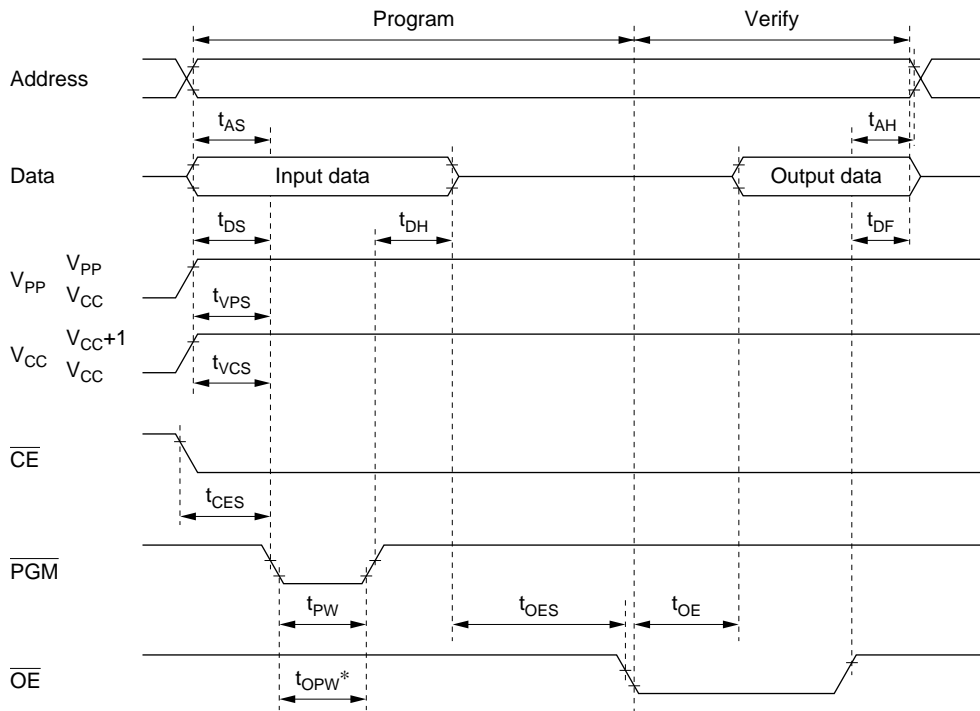 Program Verify
Address
tAS tAH
Data Input data Output data
tDS tDH tDF
VPP VPP
VCC
tVPS
VCC VCC+1
VCC
tVCS
CE
tCES
PGM
tPW tOES tOE
OE
tOPW*